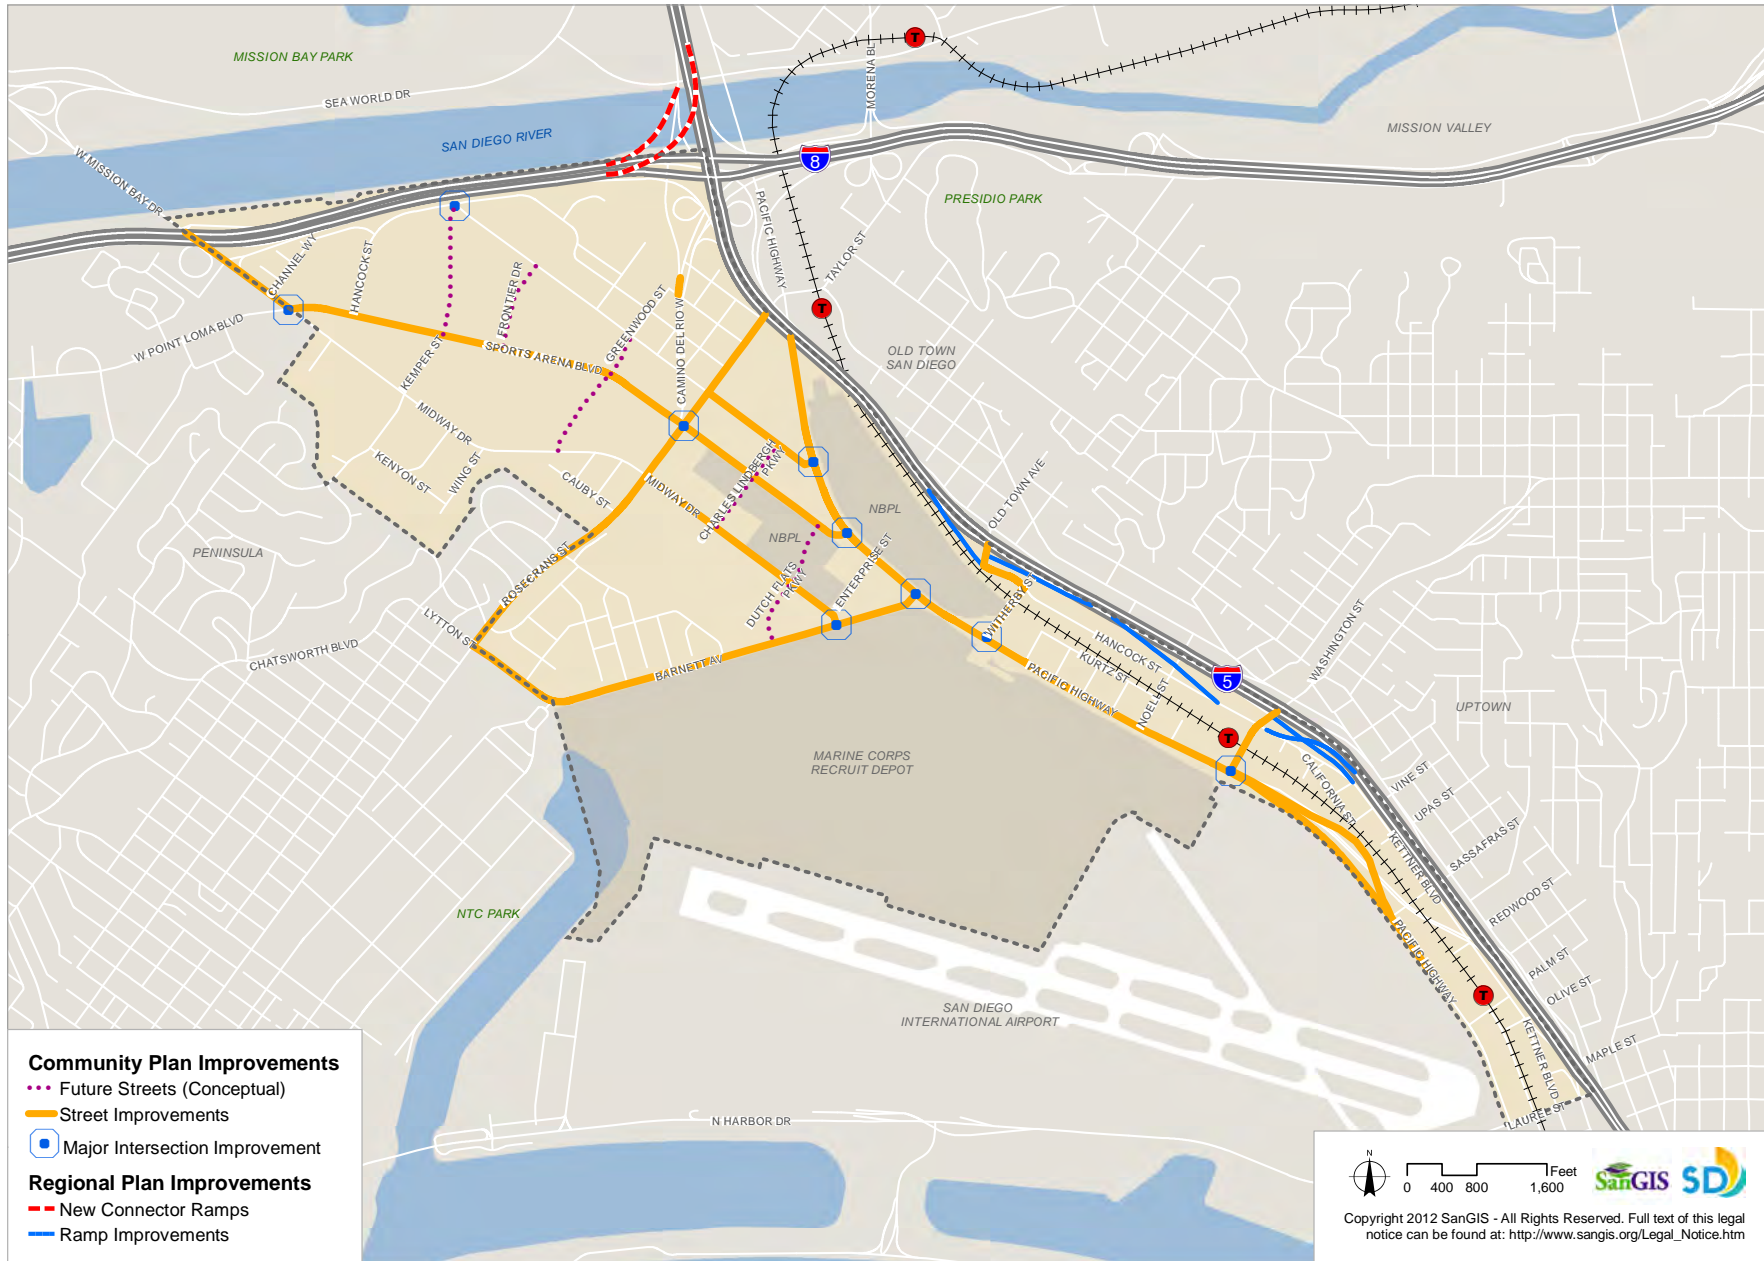 MISSION BAY PARK
SEA WORLD DR
SAN DIEGO RIVER
MORENA BL
T
MISSION VALLEY
8
W MISSION BAY DR
PRESIDIO PARK
PACIFIC HIGHWAY
TAYLOR ST
T
CHANNEL WY
HANCOCK ST
FRONTIER DR
GREENWOOD ST
CAMINO DEL RIO W
W POINT LOMA BLVD
KEMPER ST
SPORTS ARENA BLVD
OLD TOWN
SAN DIEGO
MIDWAY DR
KENYON ST
WING ST
CAUBY ST
MIDWAY DR
CHARLES LINDBERGH
PKWY
NBPL
NBPL
OLD TOWN AVE
PENINSULA
ROSECRANS ST
DUTCH FLATS
PKWY
ENTERPRISE ST
WITHERBY ST
LYTTON ST
CHATSWORTH BLVD
BARNETT AV
HANCOCK ST
KURTZ ST
PACIFIC HIGHWAY
NOELL ST
WASHINGTON ST
5
UPTOWN
T
MARINE CORPS
RECRUIT DEPOT
CALIFORNIA ST
VINE ST
UPAS ST
SASSAFRAS ST
KETTNER BLVD
REDWOOD ST
NTC PARK
PACIFIC HIGHWAY
PALM ST
OLIVE ST
T
SAN DIEGO
INTERNATIONAL AIRPORT
KETTNER BLVD
MAPLE ST
LAUREL ST
N HARBOR DR
Community Plan Improvements
Future Streets (Conceptual)
Street Improvements
Major Intersection Improvement
Regional Plan Improvements
New Connector Ramps
Ramp Improvements
N
Feet
0 400 800 1,600
SanGIS SD
Copyright 2012 SanGIS - All Rights Reserved. Full text of this legal
notice can be found at: http://www.sangis.org/Legal_Notice.htm